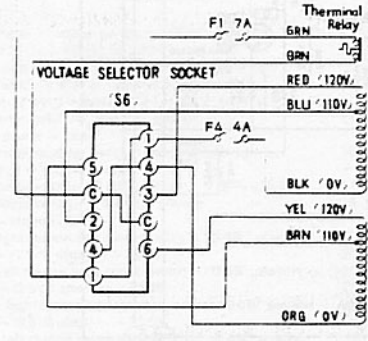 Therminal
Relay
F1 7A
GRN
BRN
VOLTAGE SELECTOR SOCKET
RED (120V)
S6
BLU (110V)
F4 4A
1
5
4
C
3
BLK (0V)
2
C
YEL (120V)
4
6
BRN (110V)
1
ORG (0V)